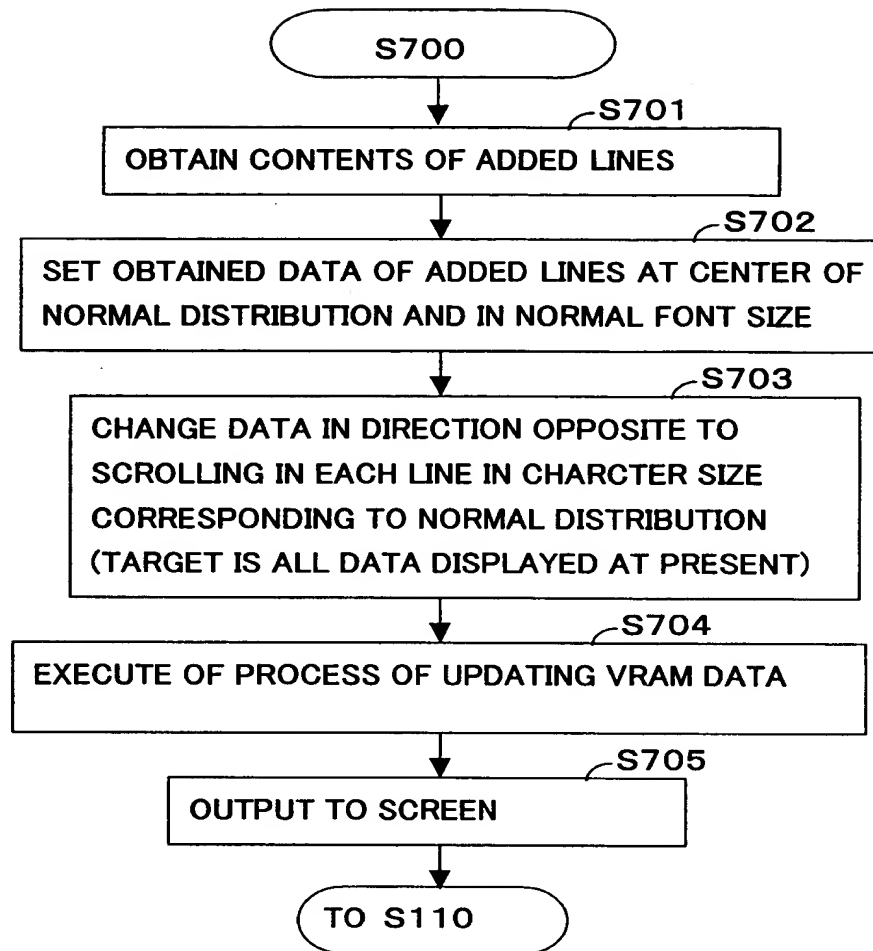 S700
S701
OBTAIN CONTENTS OF ADDED LINES
S702
SET OBTAINED DATA OF ADDED LINES AT CENTER OF
NORMAL DISTRIBUTION AND IN NORMAL FONT SIZE
S703
CHANGE DATA IN DIRECTION OPPOSITE TO
SCROLLING IN EACH LINE IN CHARCTER SIZE
CORRESPONDING TO NORMAL DISTRIBUTION
(TARGET IS ALL DATA DISPLAYED AT PRESENT)
S704
EXECUTE OF PROCESS OF UPDATING VRAM DATA
S705
OUTPUT TO SCREEN
TO S110